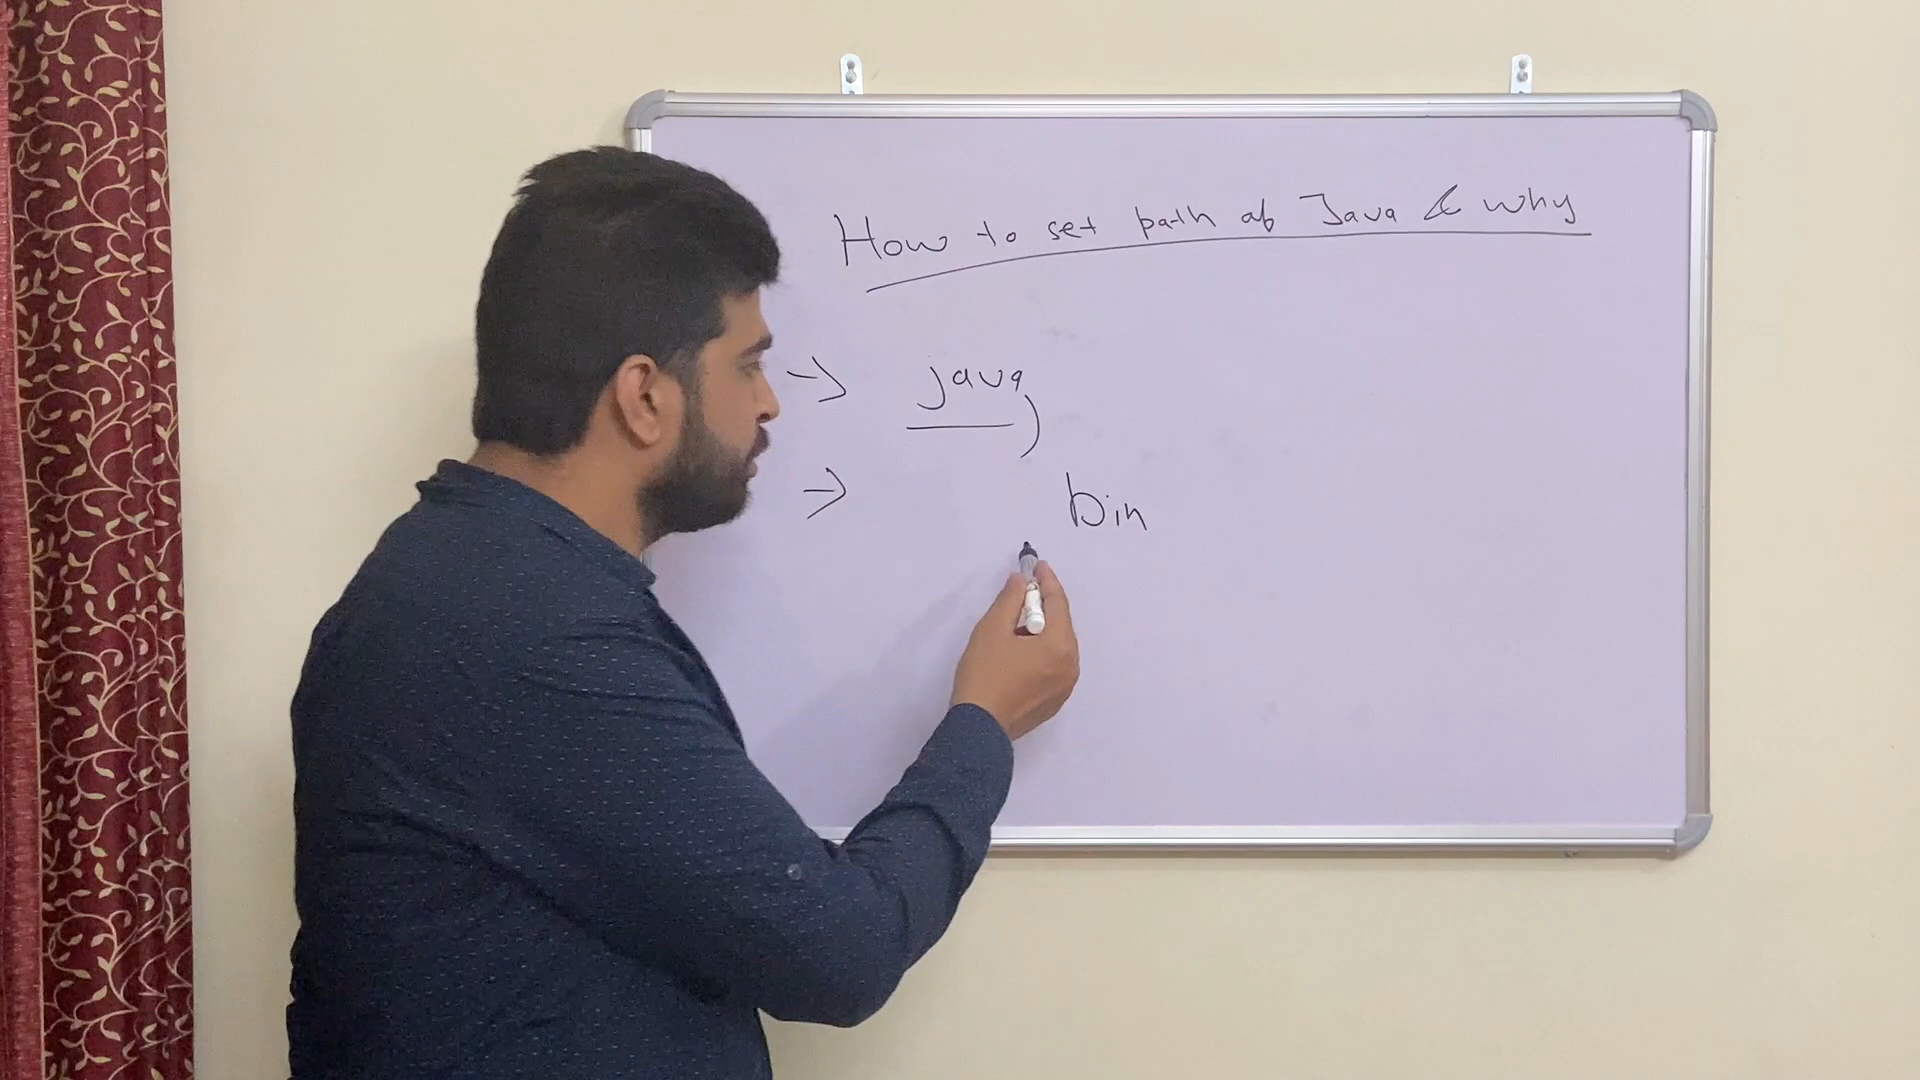 How to set path of Java & why
→ java
→ bin